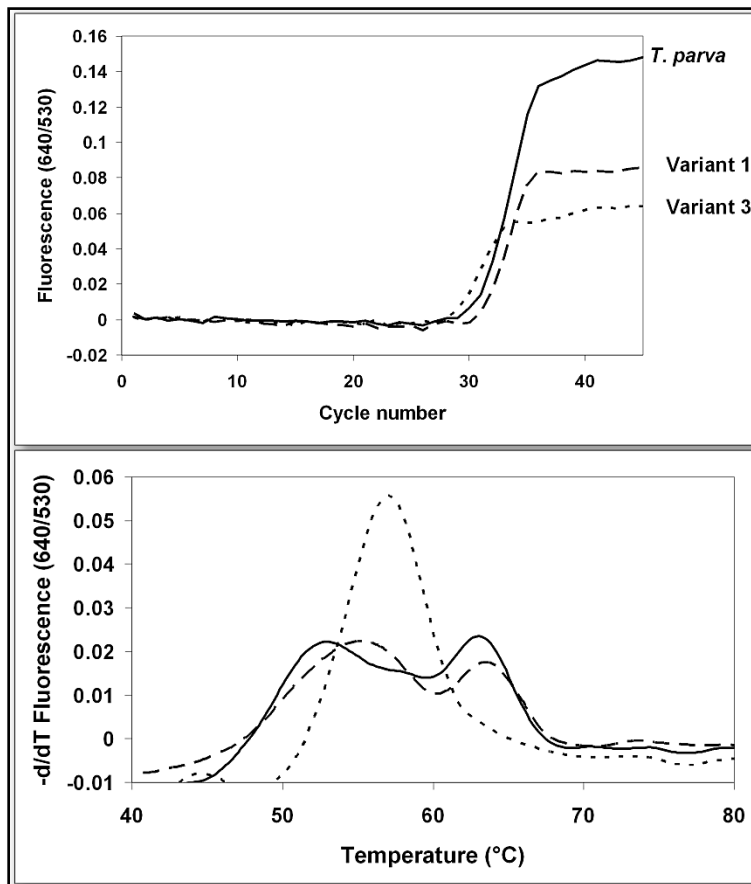 0.16
0.14
0.12
0.1
0.08
0.06
0.04
0.02
0
-0.02
Fluorescence (640/530)
T. parva
Variant 1
Variant 3
0 10 20 30 40
Cycle number
0.06
0.05
0.04
0.03
0.02
0.01
0
-0.01
-d/dT Fluorescence (640/530)
40 50 60 70 80
Temperature (°C)